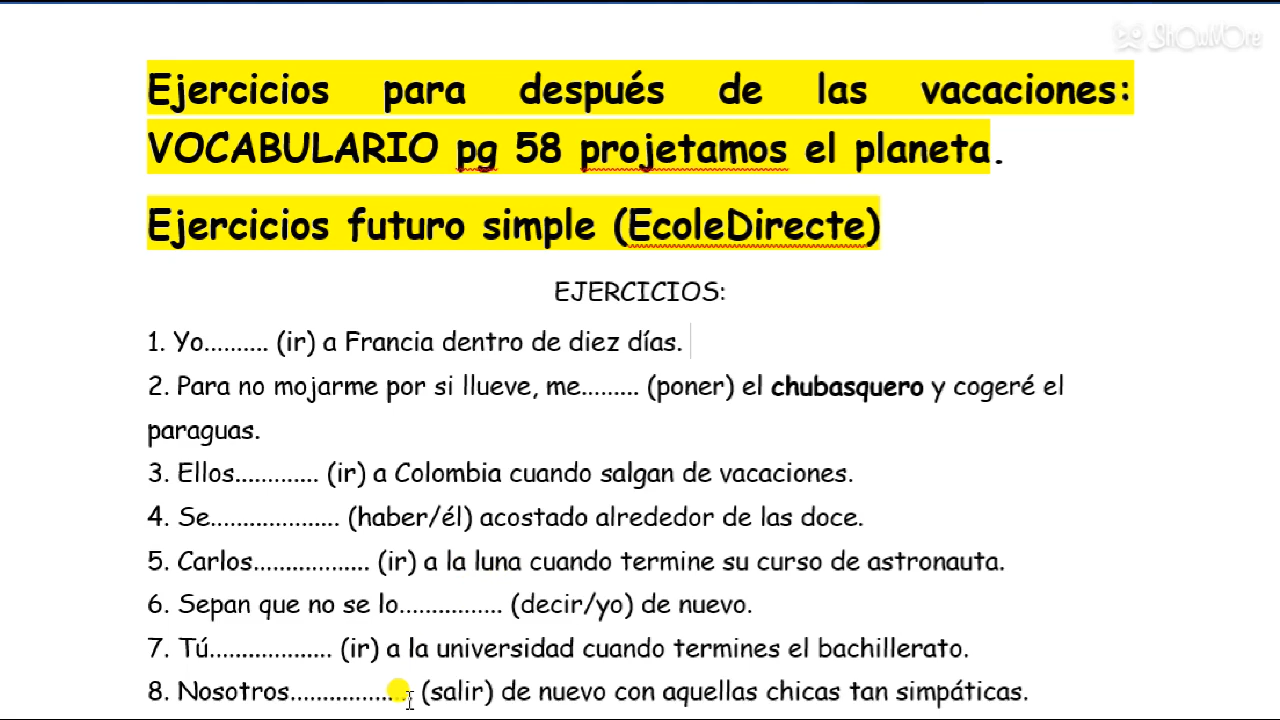 ShOwMOre
Ejercicios para después de las vacaciones:
VOCABULARIO pg 58 projetamos el planeta.
Ejercicios futuro simple (EcoleDirecte)
EJERCICIOS:
1. Yo.......... (ir) a Francia dentro de diez días.
2. Para no mojarme por si llueve, me......... (poner) el chubasquero y cogeré el
paraguas.
3. Ellos............. (ir) a Colombia cuando salgan de vacaciones.
4. Se.................... (haber/él) acostado alrededor de las doce.
5. Carlos.................. (ir) a la luna cuando termine su curso de astronauta.
6. Sepan que no se lo................ (decir/yo) de nuevo.
7. Tú................... (ir) a la universidad cuando termines el bachillerato.
8. Nosotros................... (salir) de nuevo con aquellas chicas tan simpáticas.